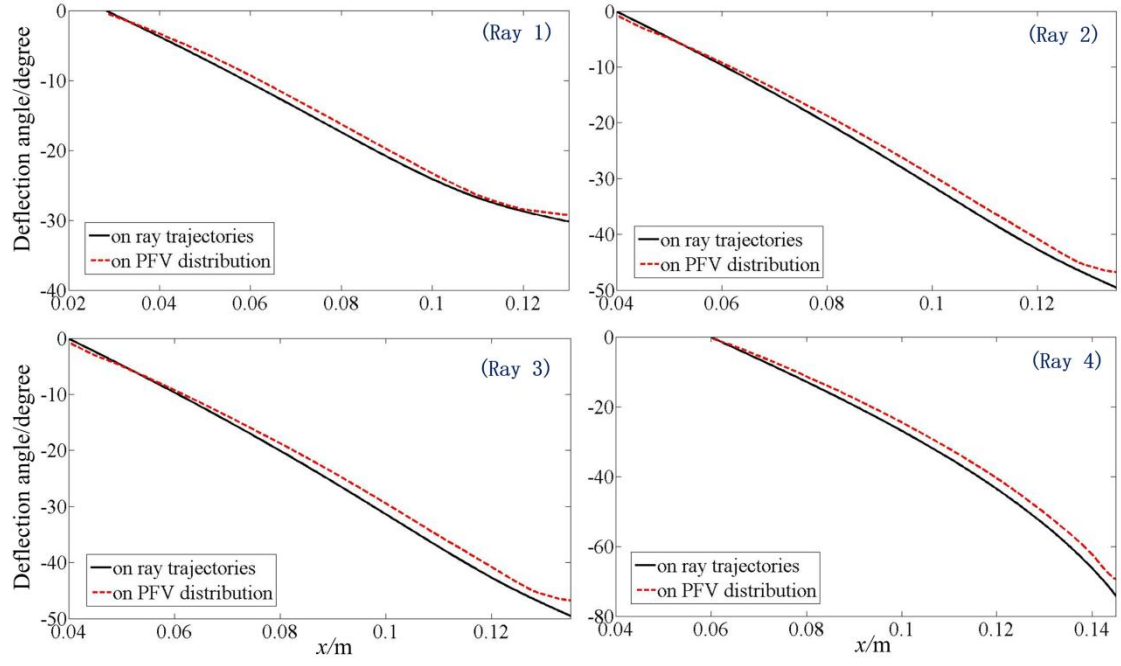 0
-10
-20
-30
-40
0.02
0.04
0.06
0.08
0.1
0.12
Deflection angle/degree
(Ray 1)
on ray trajectories
on PFV distribution
0
-10
-20
-30
-40
-50
0.04
0.06
0.08
0.1
0.12
(Ray 2)
on ray trajectories
on PFV distribution
0
-10
-20
-30
-40
-50
0.04
0.06
0.08
0.1
0.12
Deflection angle/degree
x/m
(Ray 3)
on ray trajectories
on PFV distribution
0
-20
-40
-60
-80
0.04
0.06
0.08
0.1
0.12
0.14
x/m
(Ray 4)
on ray trajectories
on PFV distribution